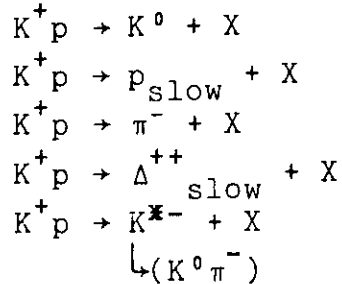 K⁺p → K⁰ + X
K⁺p → p_slow + X
K⁺p → π⁻ + X
K⁺p → Δ⁺⁺_slow + X
K⁺p → K*⁻ + X
↳(K⁰π⁻)